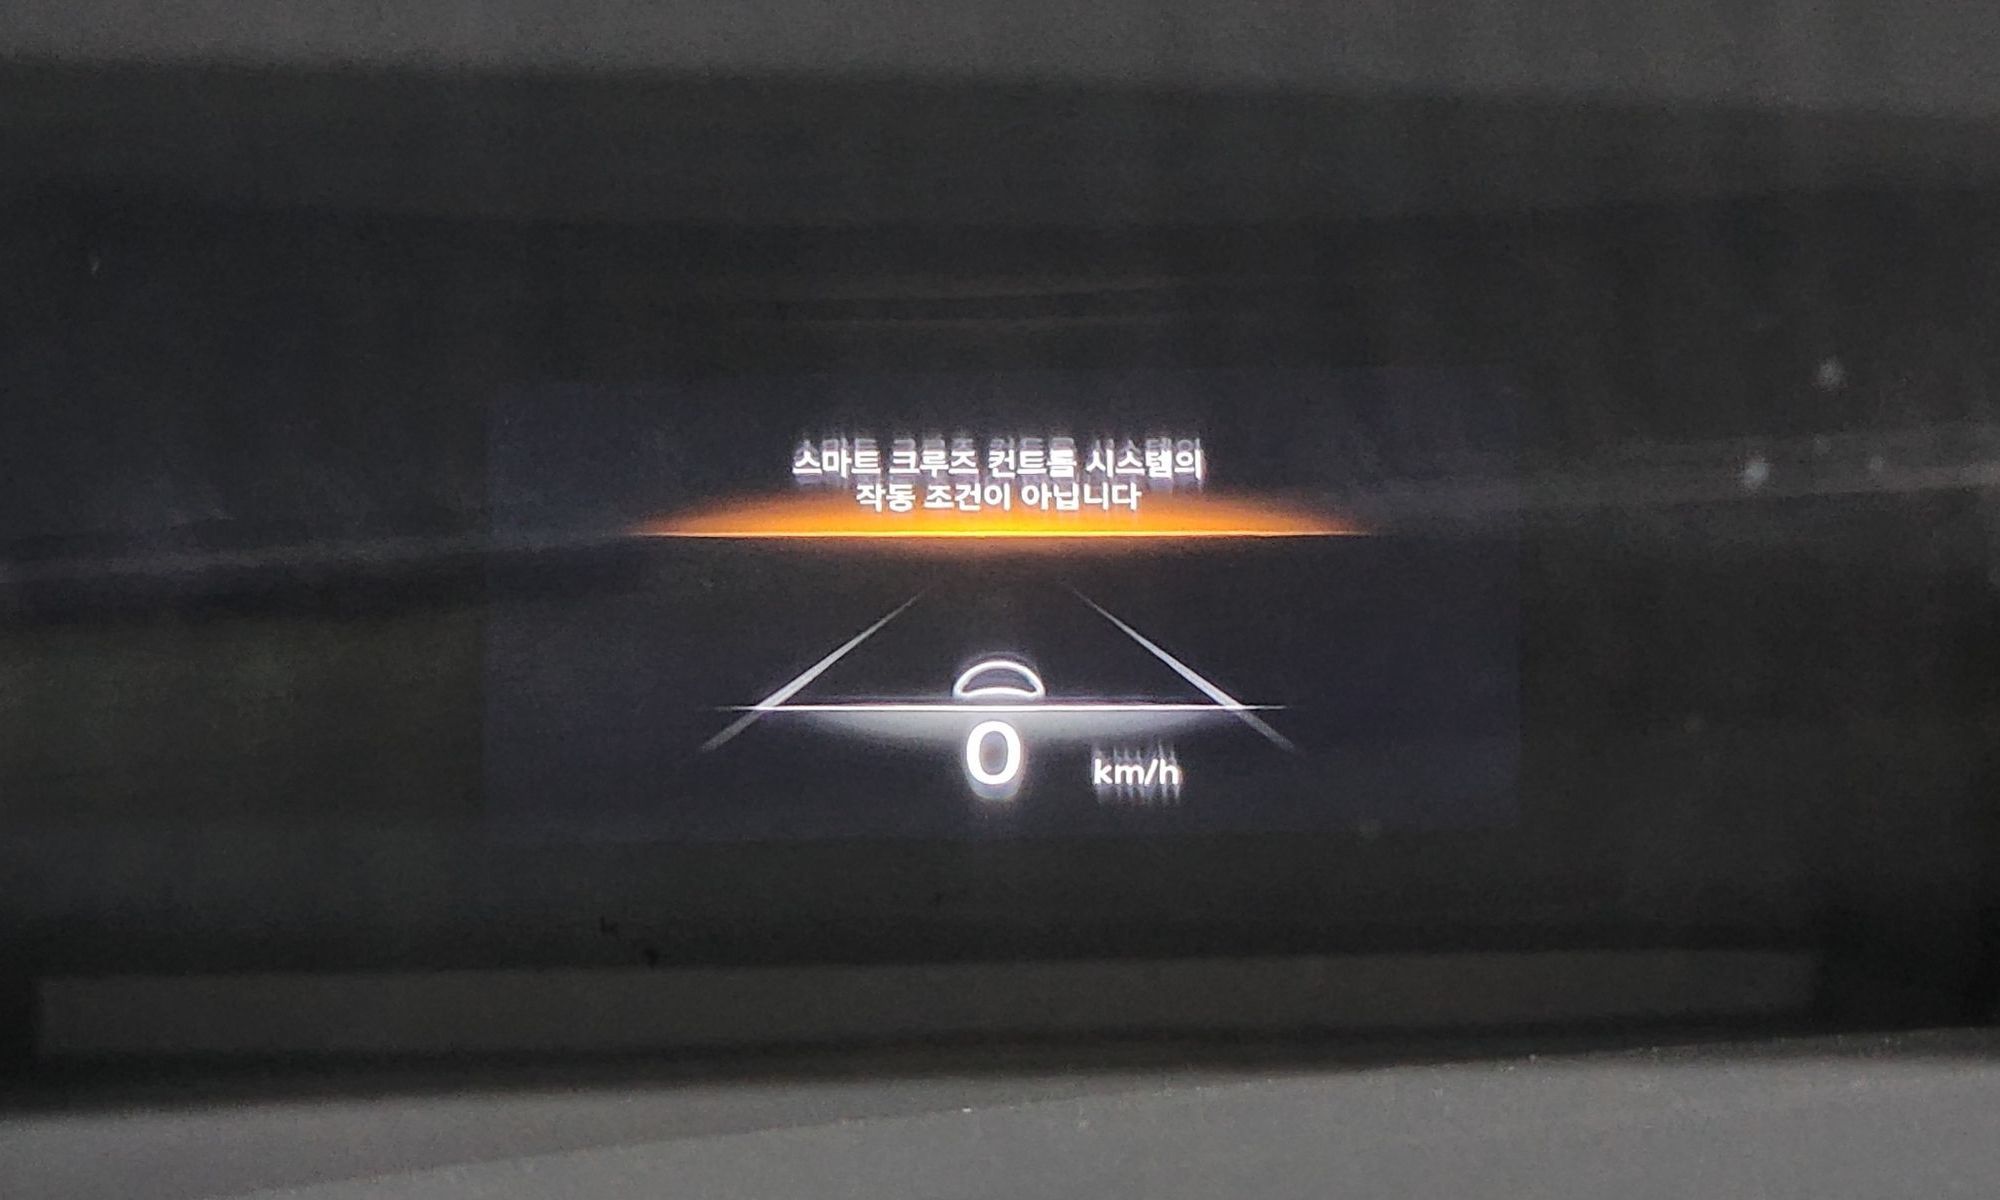 스마트 크루즈 컨트롤 시스템의
작동 조건이 아닙니다
0 km/h